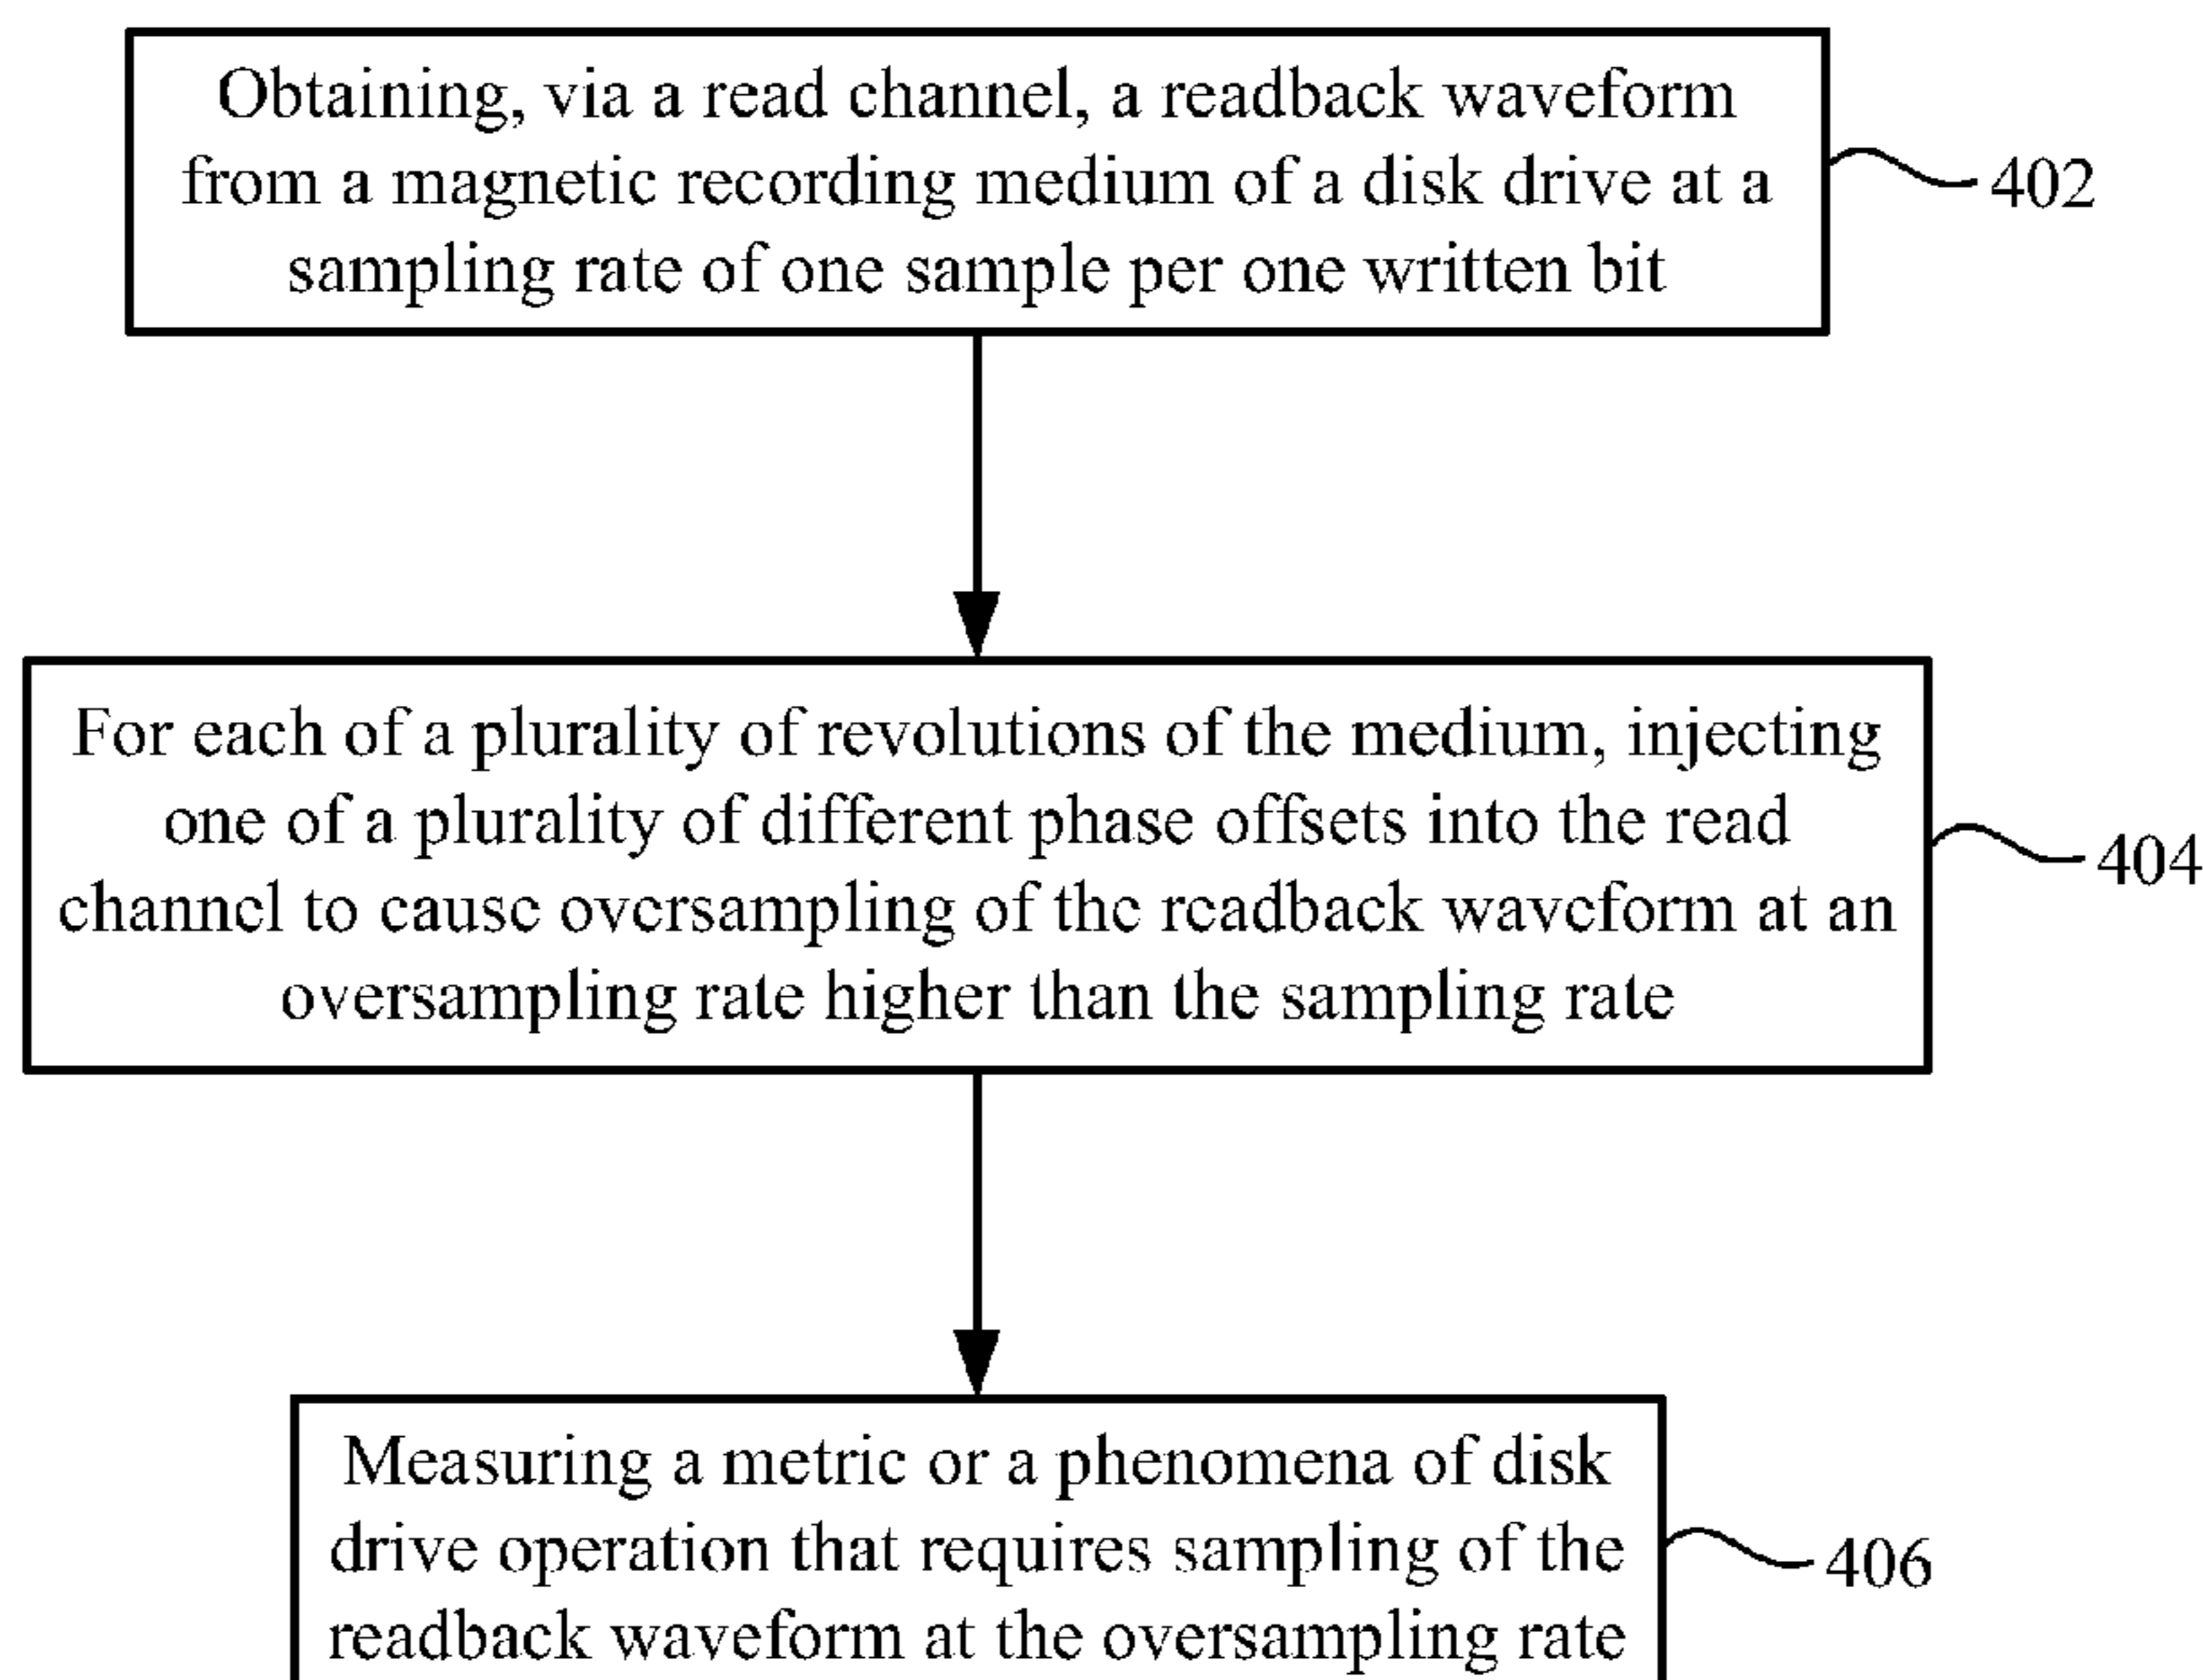 Obtaining, via a read channel, a readback waveform
from a magnetic recording medium of a disk drive at a
sampling rate of one sample per one written bit
402
For each of a plurality of revolutions of the medium, injecting
one of a plurality of different phase offsets into the read
channel to cause oversampling of the readback waveform at an
oversampling rate higher than the sampling rate
404
Measuring a metric or a phenomena of disk
drive operation that requires sampling of the
readback waveform at the oversampling rate
406